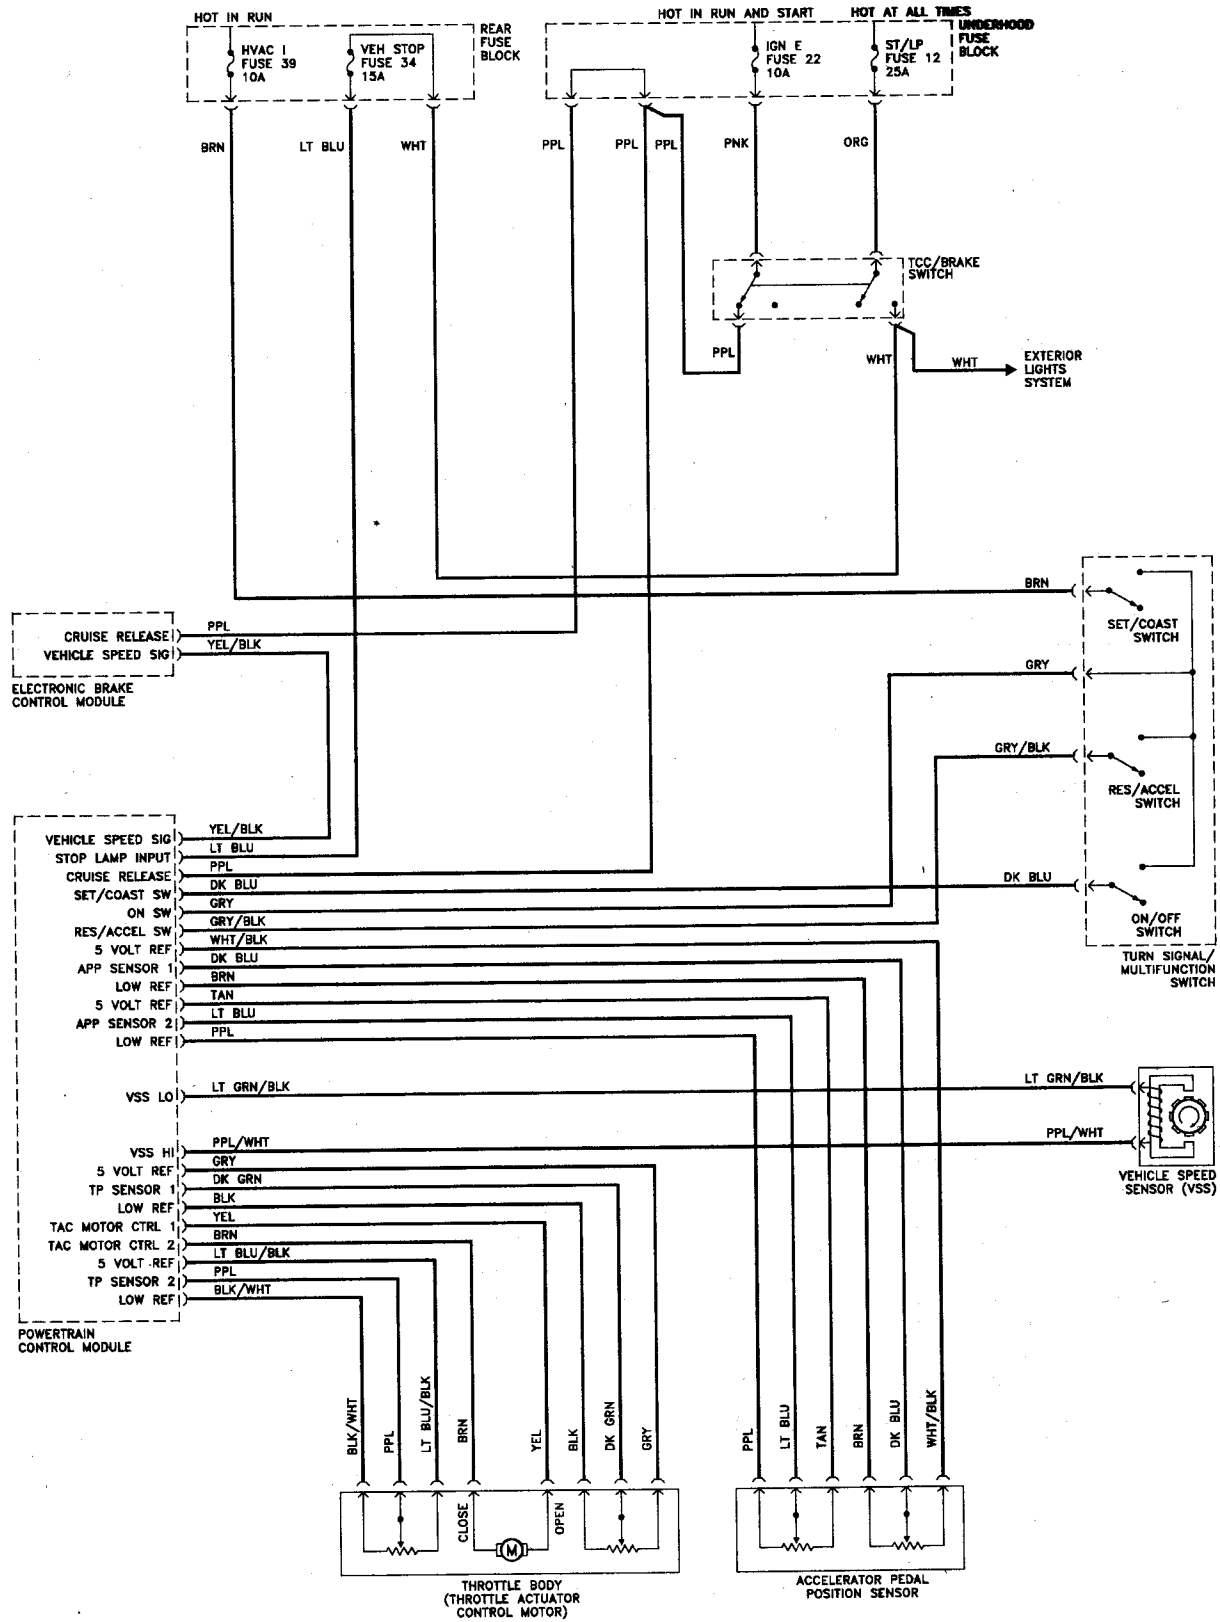 HOT IN RUN
HOT IN RUN AND START
HOT AT ALL TIMES
REAR
FUSE
BLOCK
UNDERHOOD
FUSE
BLOCK
HVAC I
FUSE 39
10A
VEH STOP
FUSE 34
15A
IGN E
FUSE 22
10A
ST/LP
FUSE 12
25A
BRN
LT BLU
WHT
PPL
PPL
PPL
PNK
ORG
TCC/BRAKE
SWITCH
PPL
WHT
WHT
EXTERIOR
LIGHTS
SYSTEM
BRN
SET/COAST
SWITCH
GRY
GRY/BLK
RES/ACCEL
SWITCH
DK BLU
ON/OFF
SWITCH
TURN SIGNAL/
MULTIFUNCTION
SWITCH
CRUISE RELEASE
PPL
VEHICLE SPEED SIG
YEL/BLK
ELECTRONIC BRAKE
CONTROL MODULE
VEHICLE SPEED SIG
YEL/BLK
STOP LAMP INPUT
LT BLU
CRUISE RELEASE
PPL
SET/COAST SW
DK BLU
ON SW
GRY
RES/ACCEL SW
GRY/BLK
5 VOLT REF
WHT/BLK
APP SENSOR 1
DK BLU
LOW REF
BRN
5 VOLT REF
TAN
APP SENSOR 2
LT BLU
LOW REF
PPL
VSS LO
LT GRN/BLK
LT GRN/BLK
VSS HI
PPL/WHT
PPL/WHT
VEHICLE SPEED
SENSOR (VSS)
5 VOLT REF
GRY
TP SENSOR 1
DK GRN
LOW REF
BLK
TAC MOTOR CTRL 1
YEL
TAC MOTOR CTRL 2
BRN
5 VOLT REF
LT BLU/BLK
TP SENSOR 2
PPL
LOW REF
BLK/WHT
POWERTRAIN
CONTROL MODULE
BLK/WHT
PPL
LT BLU/BLK
BRN
YEL
BLK
DK GRN
GRY
PPL
LT BLU
TAN
BRN
DK BLU
WHT/BLK
CLOSE
M
OPEN
THROTTLE BODY
(THROTTLE ACTUATOR
CONTROL MOTOR)
ACCELERATOR PEDAL
POSITION SENSOR